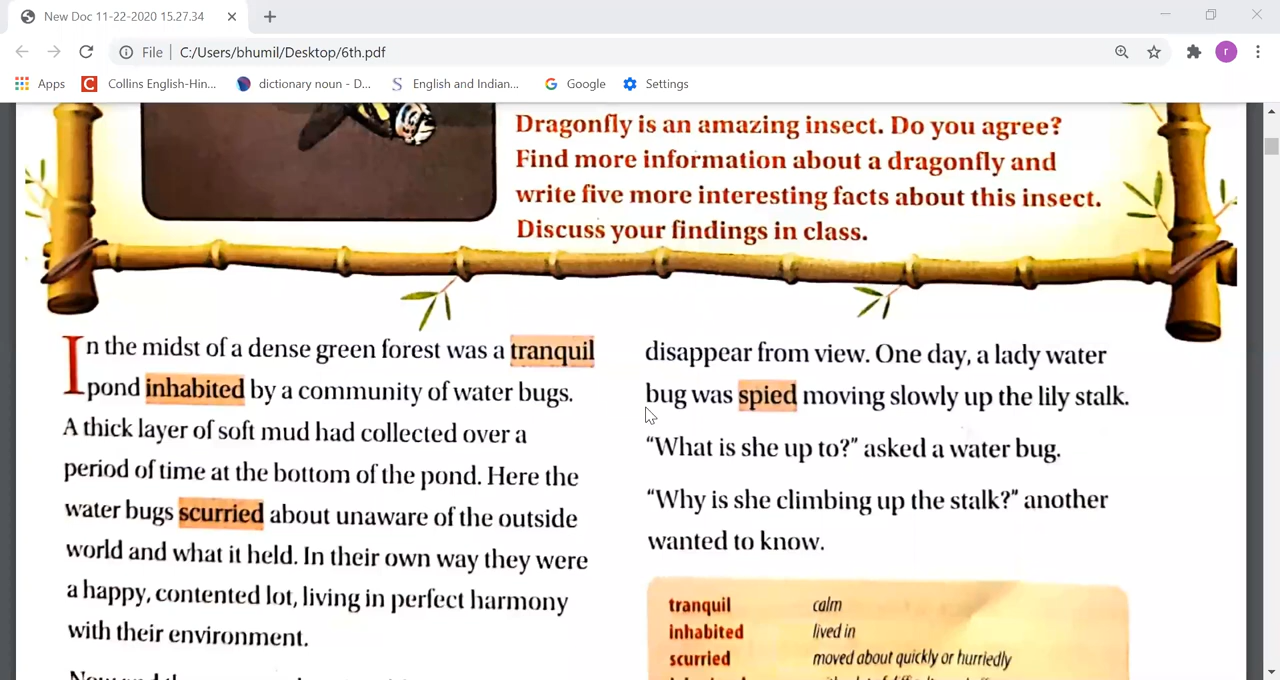 New Doc 11-22-2020 15.27.34
File
C:/Users/bhumil/Desktop/6th.pdf
r
Apps
Collins English-Hin...
dictionary noun - D...
English and Indian...
Google
Settings
Dragonfly is an amazing insect. Do you agree?
Find more information about a dragonfly and
write five more interesting facts about this insect.
Discuss your findings in class.
In the midst of a dense green forest was a tranquil
pond inhabited by a community of water bugs.
A thick layer of soft mud had collected over a
period of time at the bottom of the pond. Here the
water bugs scurried about unaware of the outside
world and what it held. In their own way they were
a happy, contented lot, living in perfect harmony
with their environment.
disappear from view. One day, a lady water
bug was spied moving slowly up the lily stalk.
“What is she up to?” asked a water bug.
“Why is she climbing up the stalk?” another
wanted to know.
tranquil calm
inhabited lived in
scurried moved about quickly or hurriedly